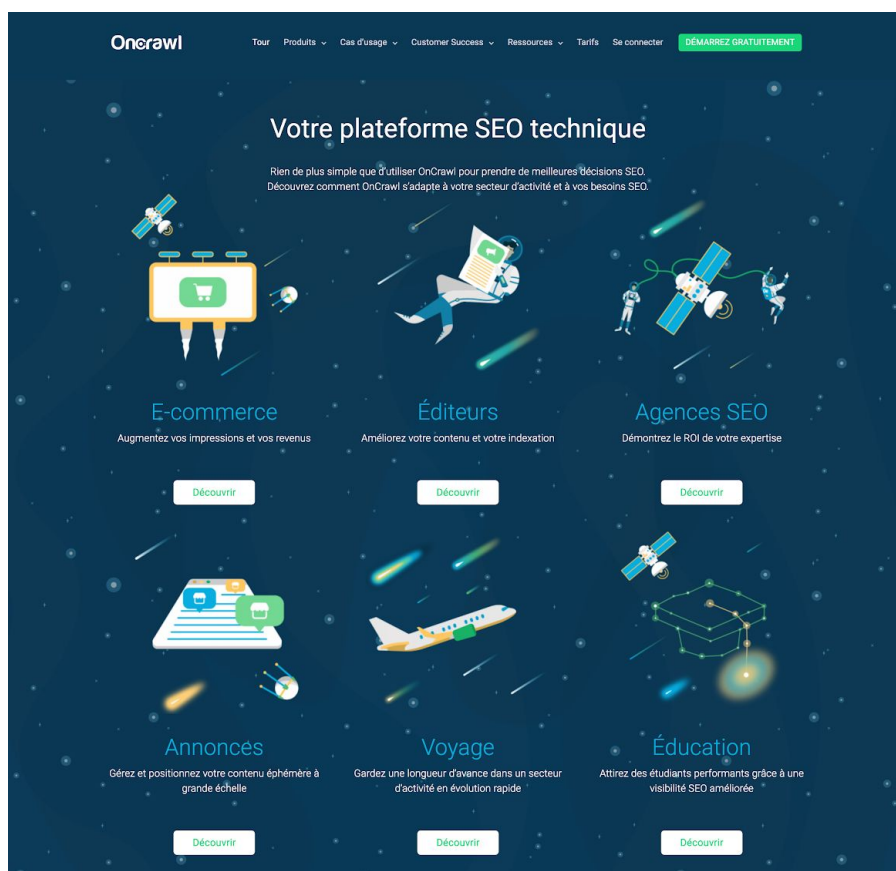 Oncrawl
Tour Produits Cas d'usage Customer Success Ressources Tarifs Se connecter DÉMARREZ GRATUITEMENT
Votre plateforme SEO technique
Rien de plus simple que d'utiliser OnCrawl pour prendre de meilleures décisions SEO.
Découvrez comment OnCrawl s'adapte à votre secteur d'activité et à vos besoins SEO.
E-commerce
Augmentez vos impressions et vos revenus
Découvrir
Éditeurs
Améliorez votre contenu et votre indexation
Découvrir
Agences SEO
Démontrez le ROI de votre expertise
Découvrir
Annonces
Gérez et positionnez votre contenu éphémère à
grande échelle
Découvrir
Voyage
Gardez une longueur d'avance dans un secteur
d'activité en évolution rapide
Découvrir
Éducation
Attirez des étudiants performants grâce à une
visibilité SEO améliorée
Découvrir